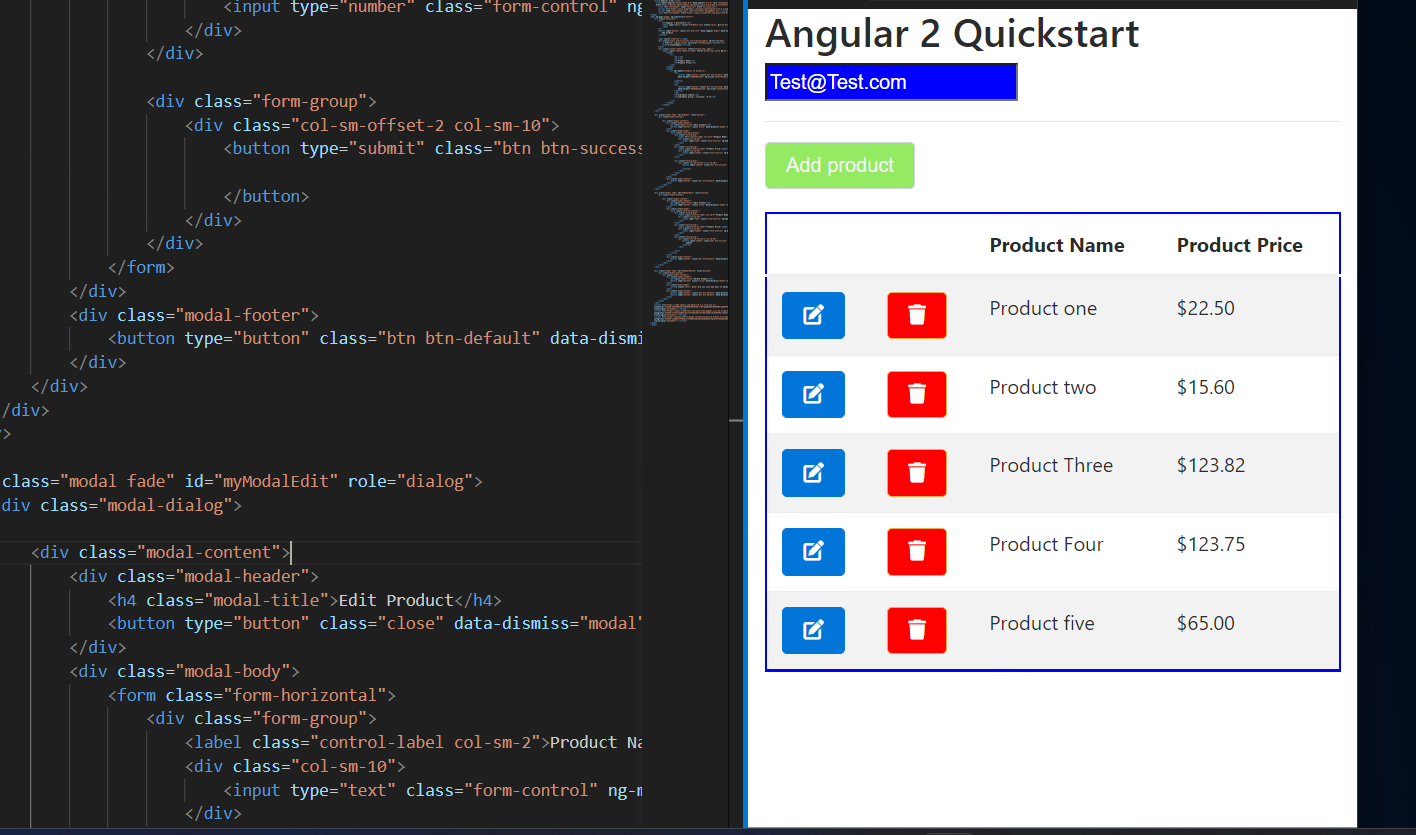 <input type="number" class="form-control" ng
</div>
</div>
<div class="form-group">
<div class="col-sm-offset-2 col-sm-10">
<button type="submit" class="btn btn-success
</button>
</div>
</div>
</form>
</div>
<div class="modal-footer">
<button type="button" class="btn btn-default" data-dismi
</div>
</div>
/div>
>
class="modal fade" id="myModalEdit" role="dialog">
div class="modal-dialog">
<div class="modal-content">
<div class="modal-header">
<h4 class="modal-title">Edit Product</h4>
<button type="button" class="close" data-dismiss="modal"
</div>
<div class="modal-body">
<form class="form-horizontal">
<div class="form-group">
<label class="control-label col-sm-2">Product Na
<div class="col-sm-10">
<input type="text" class="form-control" ng-m
</div>
Angular 2 Quickstart
Test@Test.com
Add product
Product Name Product Price
Product one $22.50
Product two $15.60
Product Three $123.82
Product Four $123.75
Product five $65.00